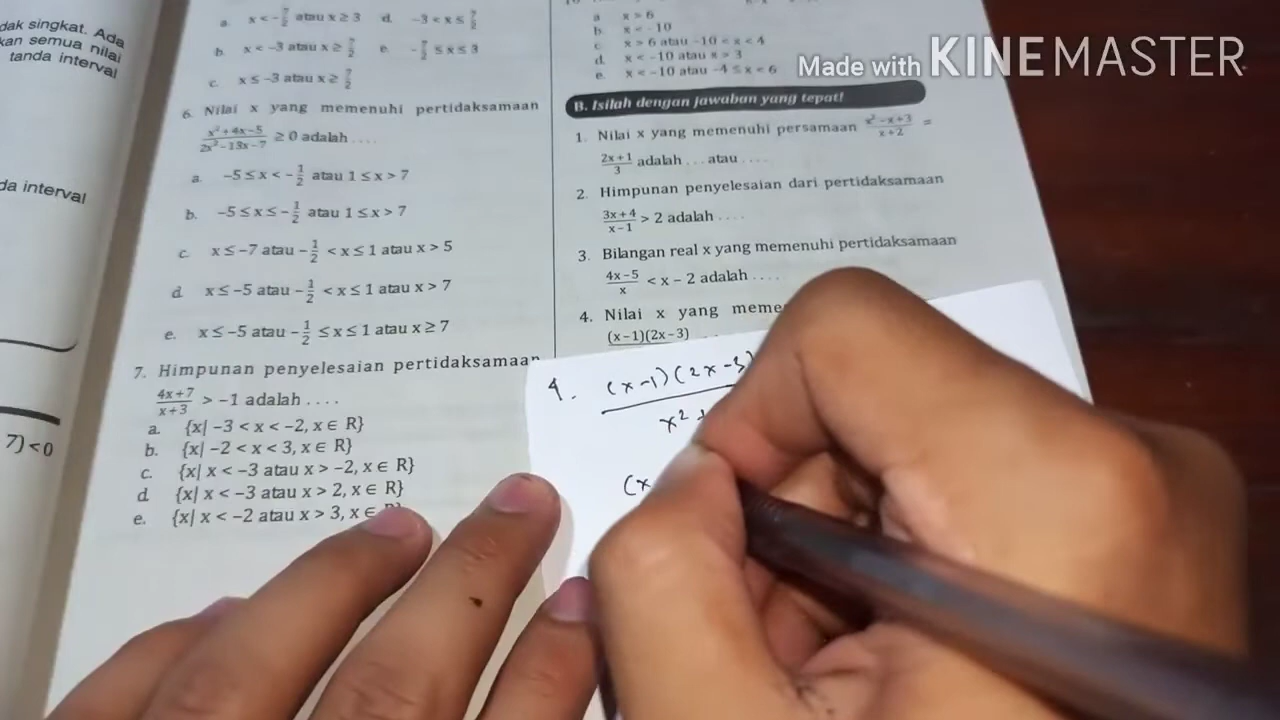 dak singkat. Ada
kan semua nilai
tanda interval
da interval
7) < 0
a. x < -7/2 atau x ≥ 3 d. -3 < x ≤ 7/2
b. x < -3 atau x ≥ 7/2 e. -7/2 ≤ x ≤ 3
c. x ≤ -3 atau x ≥ 7/2
6. Nilai x yang memenuhi pertidaksamaan
(x²+4x-5)/(2x²-13x-7) ≥ 0 adalah ....
a. -5 ≤ x < -1/2 atau 1 ≤ x > 7
b. -5 ≤ x ≤ -1/2 atau 1 ≤ x > 7
c. x ≤ -7 atau -1/2 < x ≤ 1 atau x > 5
d. x ≤ -5 atau -1/2 < x ≤ 1 atau x > 7
e. x ≤ -5 atau -1/2 ≤ x ≤ 1 atau x ≥ 7
7. Himpunan penyelesaian pertidaksamaan
(4x+7)/(x+3) > -1 adalah ....
a. {x| -3 < x < -2, x ∈ R}
b. {x| -2 < x < 3, x ∈ R}
c. {x| x < -3 atau x > -2, x ∈ R}
d. {x| x < -3 atau x > 2, x ∈ R}
e. {x| x < -2 atau x > 3, x ∈
a. x > 6
b. x < -10
c. x > 6 atau -10 < x < 4
d. x < -10 atau x > 3
e. x < -10 atau -4 ≤ x < 6
B. Isilah dengan jawaban yang tepat!
1. Nilai x yang memenuhi persamaan (x²-x+3)/(x+2) =
(2x+1)/3 adalah ... atau ....
2. Himpunan penyelesaian dari pertidaksamaan
(3x+4)/(x-1) > 2 adalah ....
3. Bilangan real x yang memenuhi pertidaksamaan
(4x-5)/x < x - 2 adalah ....
4. Nilai x yang meme
(x-1)(2x-3)
4. (x-1)(2x-3)
x² +
(x
Made with KINEMASTER